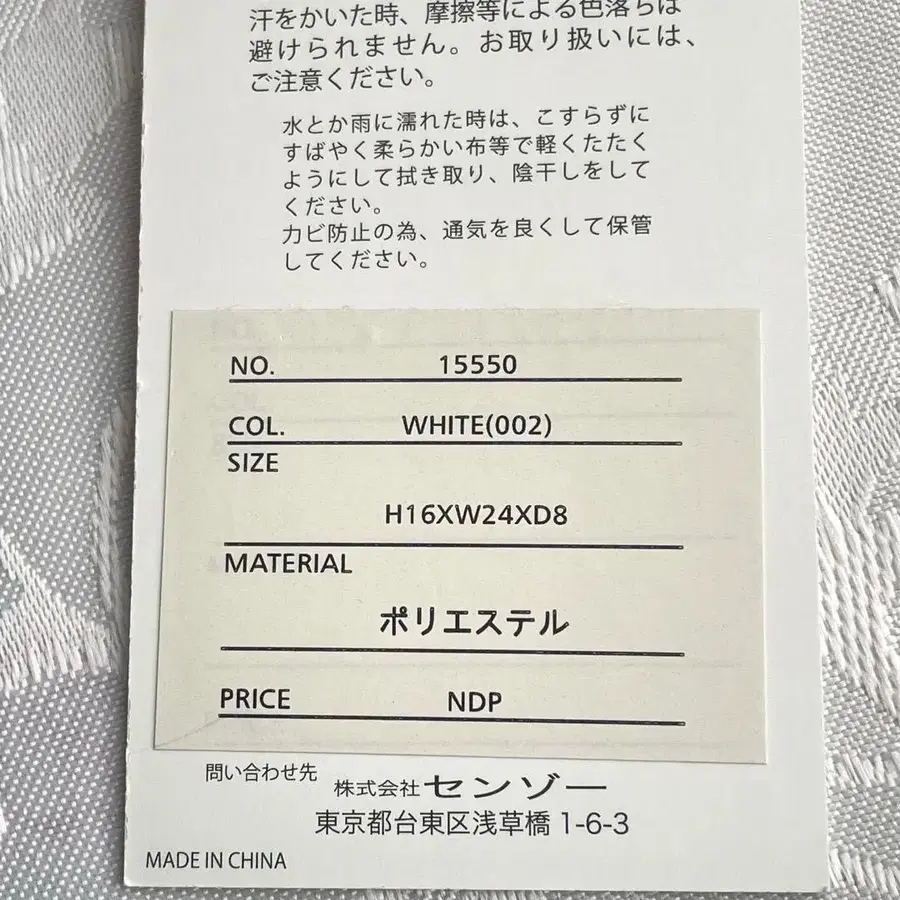 汗をかいた時、摩擦等による色落ちは
避けられません。お取り扱いには、
ご注意ください。
水とか雨に濡れた時は、こすらずに
すばやく柔らかい布等で軽くたたく
ようにして拭き取り、陰干しをして
ください。
カビ防止の為、通気を良くして保管
してください。
NO. 15550
COL. WHITE(002)
SIZE
H16XW24XD8
MATERIAL
ポリエステル
PRICE NDP
問い合わせ先 株式会社センゾー
東京都台東区浅草橋 1-6-3
MADE IN CHINA